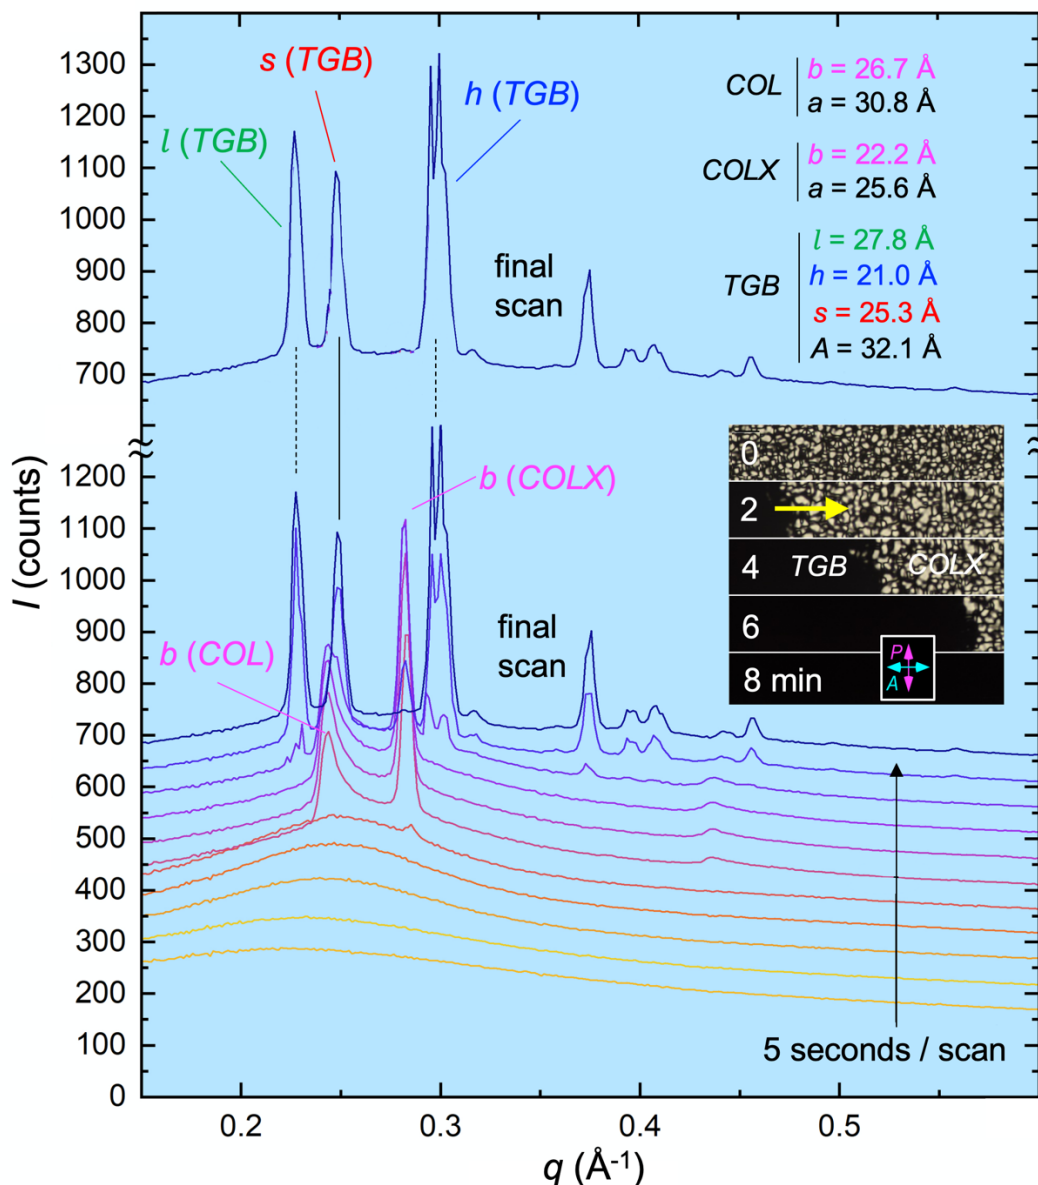 1300
1200
1100
1000
900
800
700
s (TGB)
h (TGB)
l (TGB)
COL
b = 26.7 Å
a = 30.8 Å
COLX
b = 22.2 Å
a = 25.6 Å
TGB
l = 27.8 Å
h = 21.0 Å
s = 25.3 Å
A = 32.1 Å
final
scan
I (counts)
1200
1100
1000
900
800
700
600
500
400
300
200
100
0
b (COLX)
b (COL)
final
scan
0
2
4 TGB COLX
6
8 min
P
A
5 seconds / scan
0.2 0.3 0.4 0.5
q (Å-1)